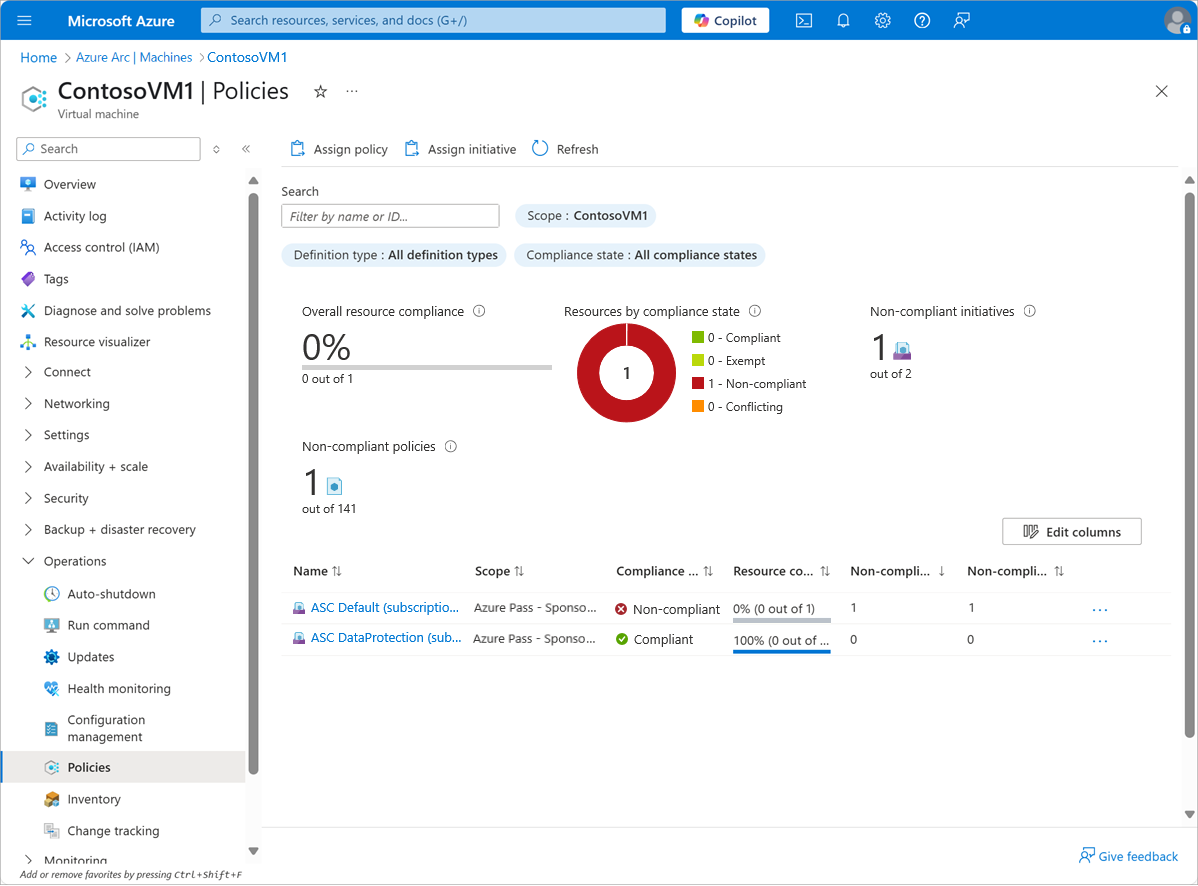 Microsoft Azure
Search resources, services, and docs (G+/)
Copilot
Home > Azure Arc | Machines > ContosoVM1
ContosoVM1 | Policies
Virtual machine
Search
Assign policy
Assign initiative
Refresh
Overview
Activity log
Access control (IAM)
Tags
Diagnose and solve problems
Resource visualizer
Connect
Networking
Settings
Availability + scale
Security
Backup + disaster recovery
Operations
Auto-shutdown
Run command
Updates
Health monitoring
Configuration
management
Policies
Inventory
Change tracking
Monitoring
Add or remove favorites by pressing Ctrl+Shift+F
Search
Filter by name or ID...
Scope : ContosoVM1
Definition type : All definition types
Compliance state : All compliance states
Overall resource compliance
0%
0 out of 1
Resources by compliance state
1
0 - Compliant
0 - Exempt
1 - Non-compliant
0 - Conflicting
Non-compliant initiatives
1
out of 2
Non-compliant policies
1
out of 141
Edit columns
Name Scope Compliance ... Resource co... Non-compli... Non-compli...
ASC Default (subscriptio... Azure Pass - Sponso... Non-compliant 0% (0 out of 1) 1 1 ...
ASC DataProtection (sub... Azure Pass - Sponso... Compliant 100% (0 out of ... 0 0 ...
Give feedback